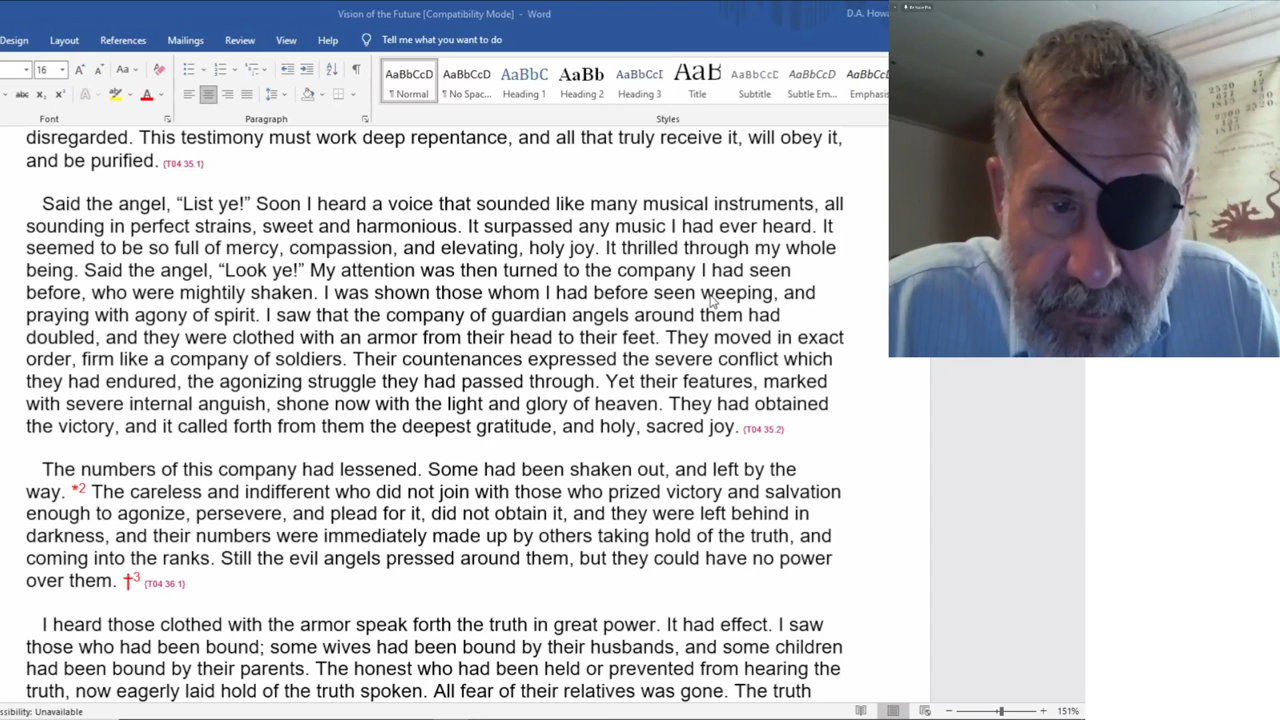 Vision of the Future [Compatibility Mode] - Word
D.A. Howa
Design Layout References Mailings Review View Help Tell me what you want to do
16
Aa
abc X₂ X²
AaBbCcD AaBbCcD AaBbC AaBb AaBbCcI AaB AaBbCcD AaBbCcD AaBbCc
¶ Normal ¶ No Spac... Heading 1 Heading 2 Heading 3 Title Subtitle Subtle Em... Emphasis
Font Paragraph Styles
disregarded. This testimony must work deep repentance, and all that truly receive it, will obey it,
and be purified. {T04 35.1}
Said the angel, “List ye!” Soon I heard a voice that sounded like many musical instruments, all
sounding in perfect strains, sweet and harmonious. It surpassed any music I had ever heard. It
seemed to be so full of mercy, compassion, and elevating, holy joy. It thrilled through my whole
being. Said the angel, “Look ye!” My attention was then turned to the company I had seen
before, who were mightily shaken. I was shown those whom I had before seen weeping, and
praying with agony of spirit. I saw that the company of guardian angels around them had
doubled, and they were clothed with an armor from their head to their feet. They moved in exact
order, firm like a company of soldiers. Their countenances expressed the severe conflict which
they had endured, the agonizing struggle they had passed through. Yet their features, marked
with severe internal anguish, shone now with the light and glory of heaven. They had obtained
the victory, and it called forth from them the deepest gratitude, and holy, sacred joy. {T04 35.2}
The numbers of this company had lessened. Some had been shaken out, and left by the
way. *2 The careless and indifferent who did not join with those who prized victory and salvation
enough to agonize, persevere, and plead for it, did not obtain it, and they were left behind in
darkness, and their numbers were immediately made up by others taking hold of the truth, and
coming into the ranks. Still the evil angels pressed around them, but they could have no power
over them. †3 {T04 36.1}
I heard those clothed with the armor speak forth the truth in great power. It had effect. I saw
those who had been bound; some wives had been bound by their husbands, and some children
had been bound by their parents. The honest who had been held or prevented from hearing the
truth, now eagerly laid hold of the truth spoken. All fear of their relatives was gone. The truth
ssibility: Unavailable
151%
2520
677
1813